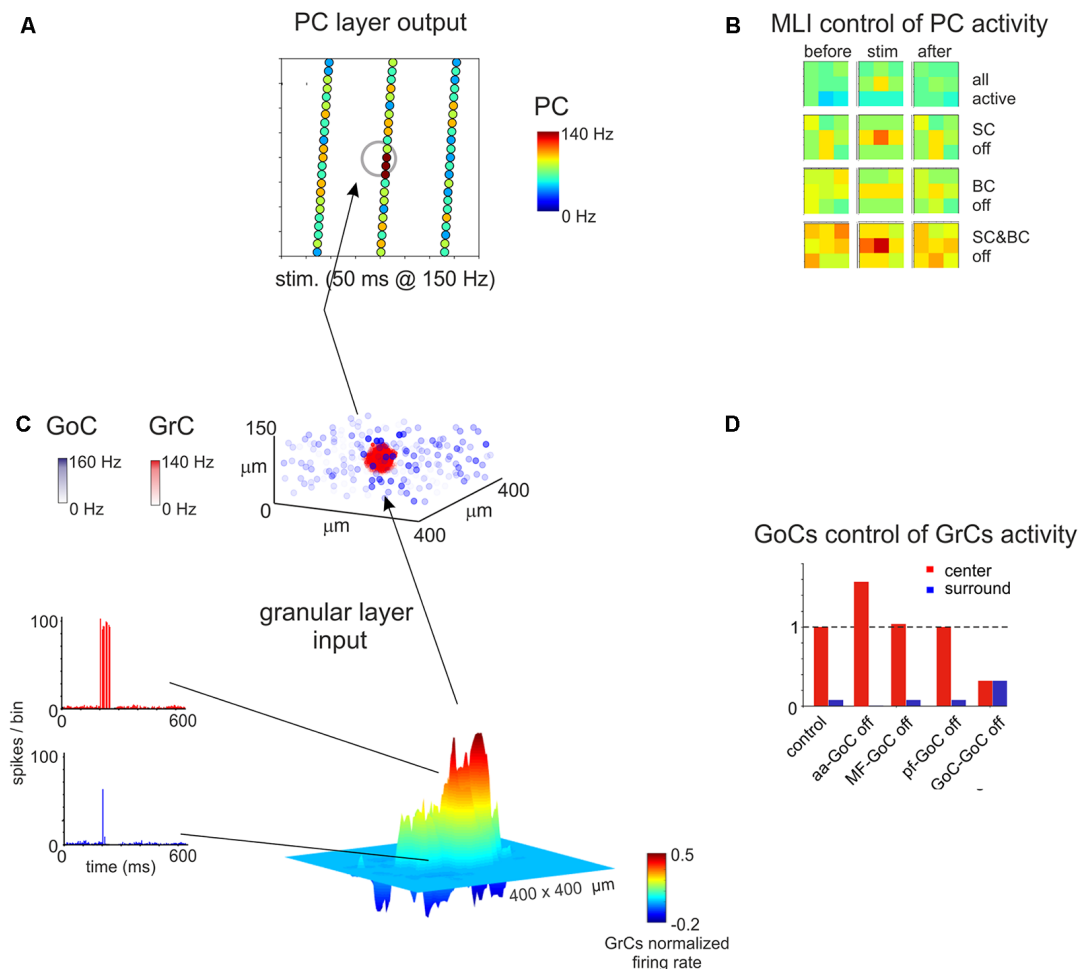 A
PC layer output
PC
140 Hz
0 Hz
stim. (50 ms @ 150 Hz)
B
MLI control of PC activity
before stim after
all
active
SC
off
BC
off
SC&BC
off
C
GoC
160 Hz
0 Hz
GrC
140 Hz
0 Hz
150
μm
0
μm
400
μm
400
granular layer
input
spikes / bin
100
0
0
600
100
0
0
600
time (ms)
400 x 400 μm
0.5
-0.2
GrCs normalized
firing rate
D
GoCs control of GrCs activity
center
surround
1
0
control
aa-GoC off
MF-GoC off
pf-GoC off
GoC-GoC off